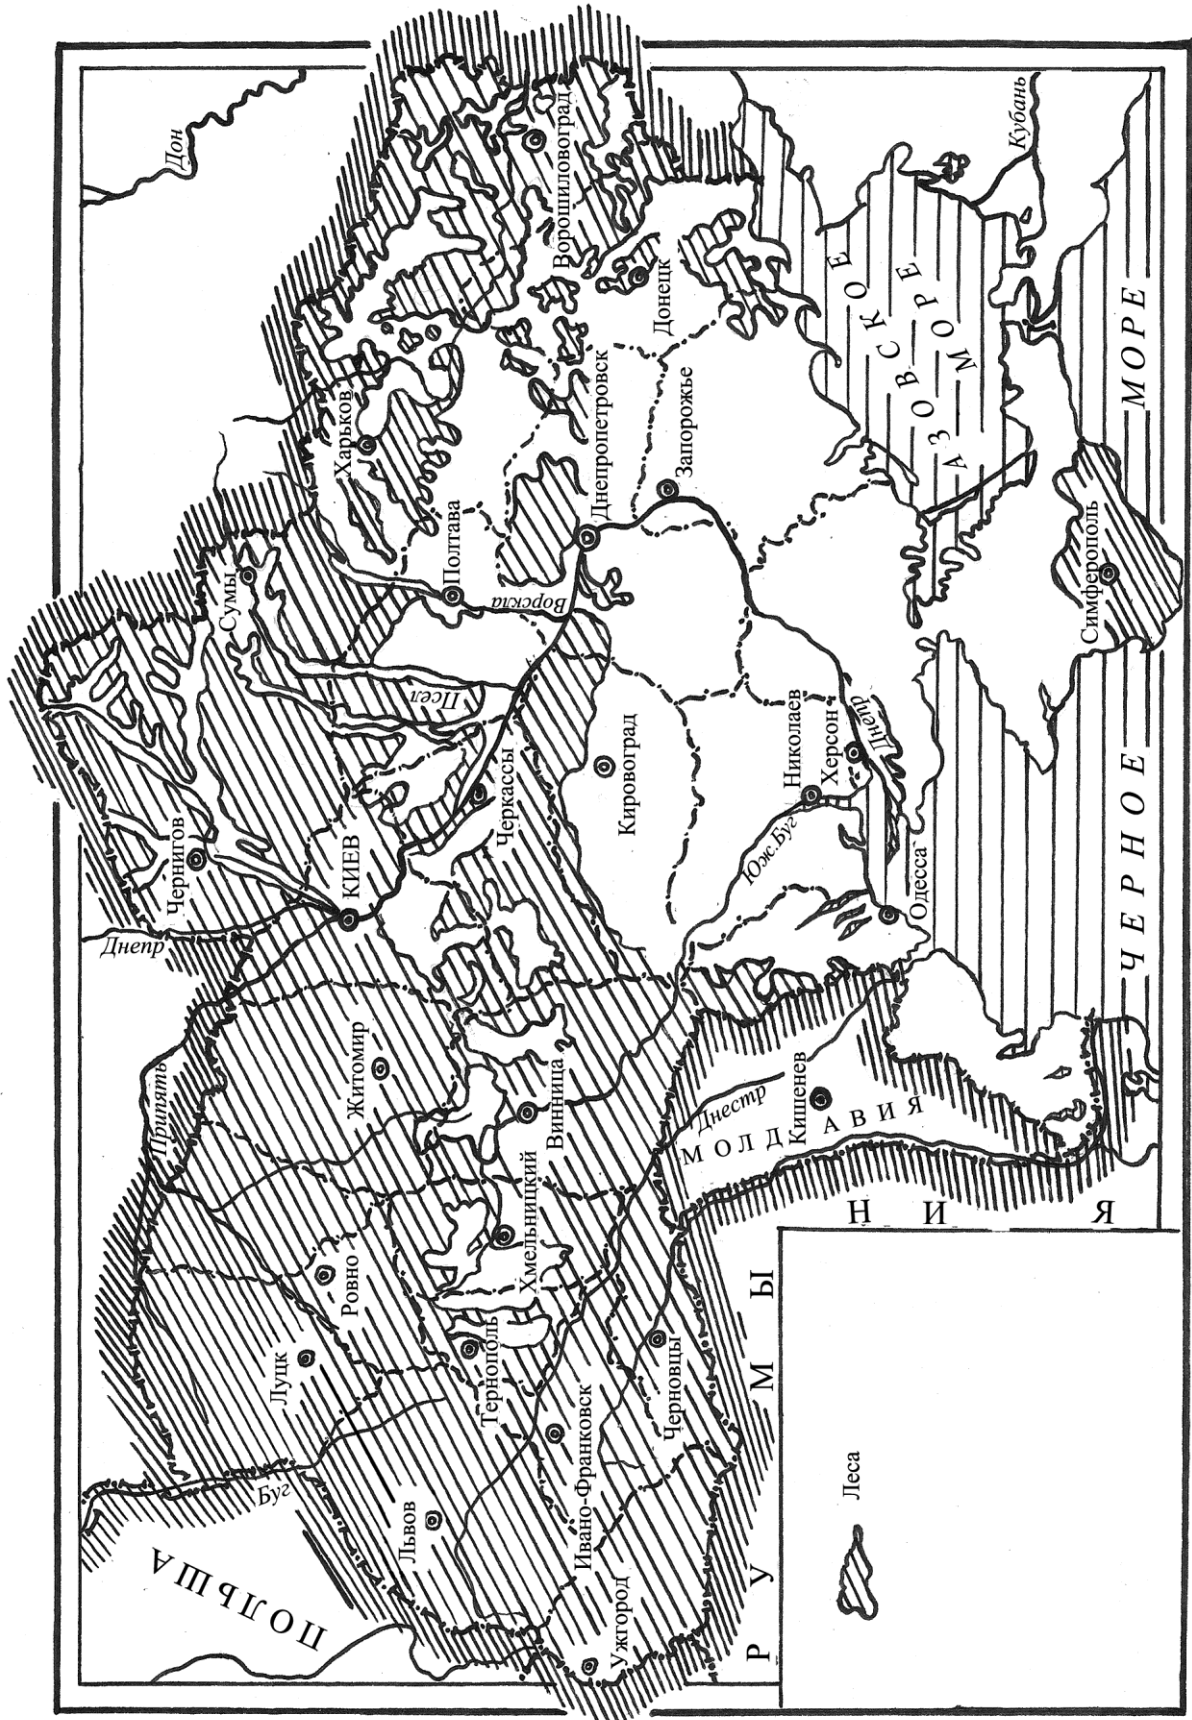 Дон
Кубань
Ворошиловоград
Донецк
АЗОВСКОЕ
МОРЕ
Харьков
Днепропетровск
Запорожье
Сумы
Полтава
Ворскла
Псел
Симферополь
ЧЕРНОЕ МОРЕ
Чернигов
Днепр
КИЕВ
Черкассы
Кировоград
Николаев
Херсон
Днепр
Юж.Буг
Одесса
Припять
Житомир
Винница
Днестр
Кишенев
МОЛДАВИЯ
Хмельницкий
Ровно
Луцк
Тернополь
Черновцы
Ивано-Франковск
Буг
Львов
Ужгород
ПОЛЬША
РУМЫНИЯ
Леса